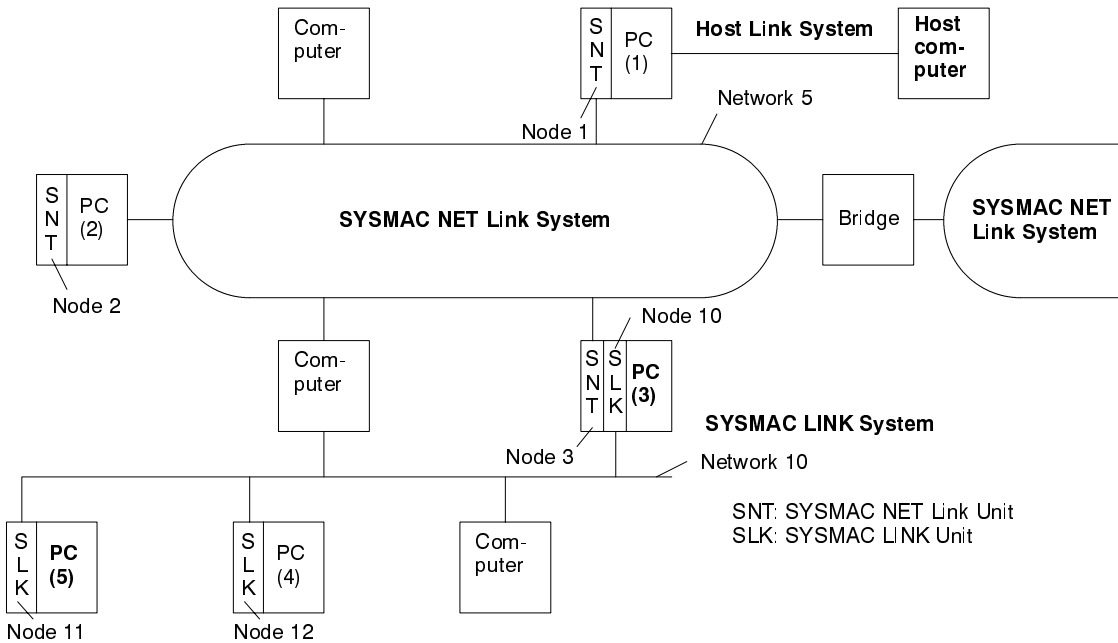 Com-
puter
S
N
T
PC
(1)
Host Link System
Host
com-
puter
Node 1
Network 5
S
N
T
PC
(2)
Node 2
SYSMAC NET Link System
Bridge
SYSMAC NET
Link System
Node 10
Com-
puter
S
N
T
S
L
K
PC
(3)
Node 3
SYSMAC LINK System
Network 10
SNT: SYSMAC NET Link Unit
SLK: SYSMAC LINK Unit
S
L
K
PC
(5)
Node 11
S
L
K
PC
(4)
Node 12
Com-
puter